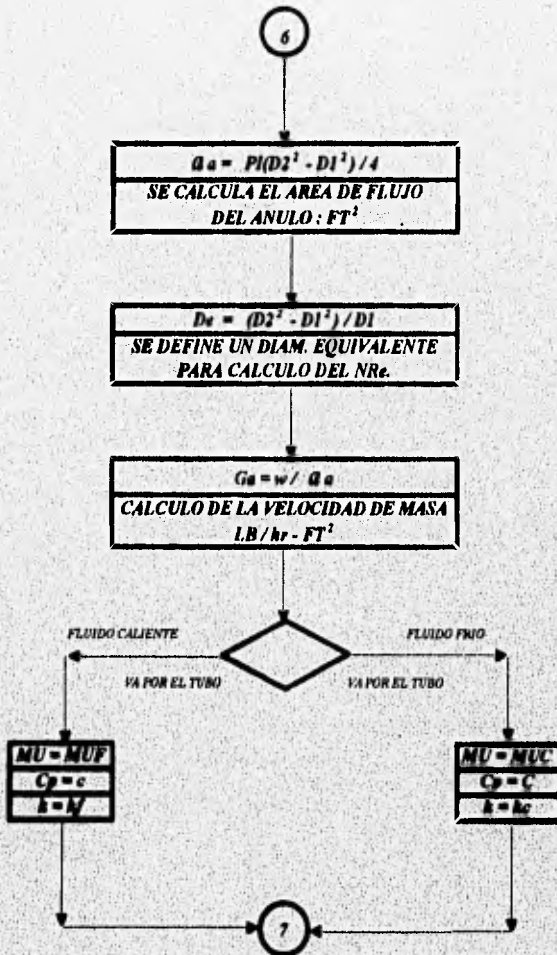 6
a a = PI(D2² - D1²) / 4
SE CALCULA EL AREA DE FLUJO
DEL ANULO : FT²
De = (D2² - D1²) / D1
SE DEFINE UN DIAM. EQUIVALENTE
PARA CALCULO DEL NRe.
Ga = w / a a
CALCULO DE LA VELOCIDAD DE MASA
LB / hr - FT²
FLUIDO CALIENTE
VA POR EL TUBO
FLUIDO FRIO
VA POR EL TUBO
MU = MUF
Cp = c
k = kf
MU = MUC
Cp = C
k = kc
7